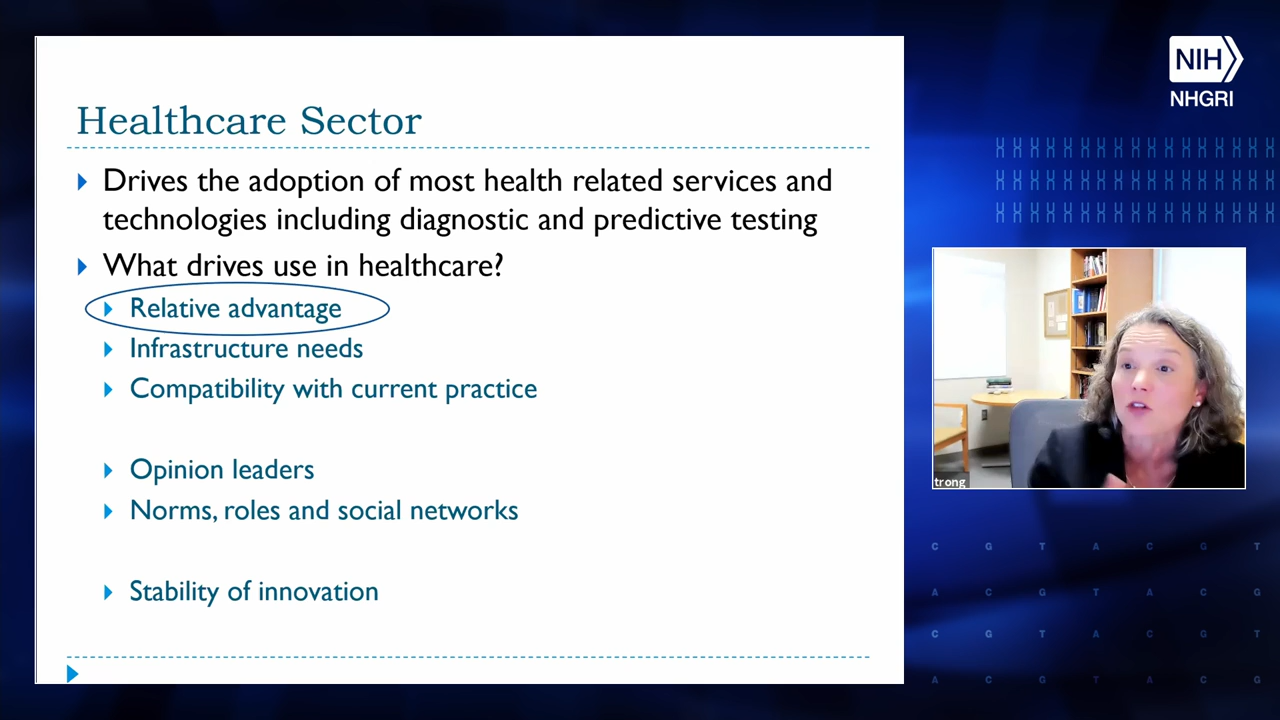 NIH
NHGRI
Healthcare Sector
Drives the adoption of most health related services and
technologies including diagnostic and predictive testing
What drives use in healthcare?
Relative advantage
Infrastructure needs
Compatibility with current practice
Opinion leaders
Norms, roles and social networks
Stability of innovation
trong
C G T A C G T
A C G T A C G
C G T A C G T
A C G T A C G